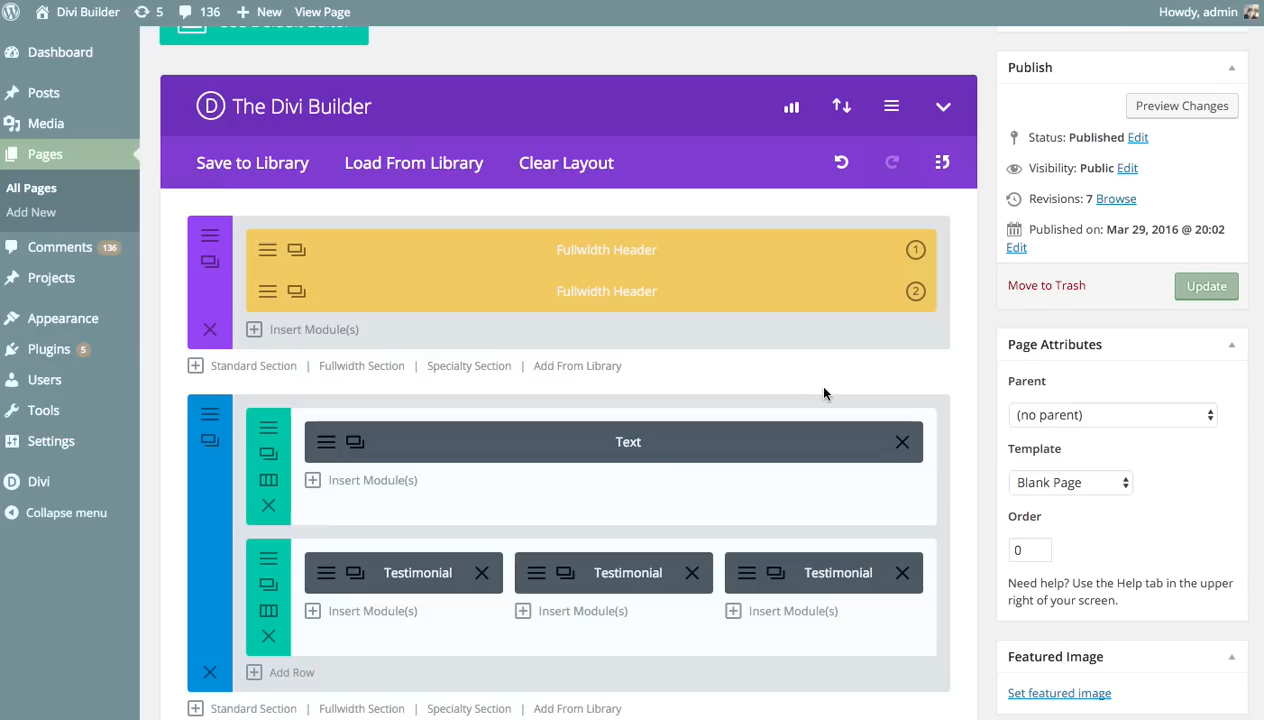 Divi Builder 5 136 New View Page Howdy, admin
Dashboard
Posts
Media
Pages
All Pages
Add New
Comments 136
Projects
Appearance
Plugins 5
Users
Tools
Settings
Divi
Collapse menu
D The Divi Builder
Save to Library Load From Library Clear Layout
Fullwidth Header 1
Fullwidth Header 2
Insert Module(s)
Standard Section | Fullwidth Section | Specialty Section | Add From Library
Text
Insert Module(s)
Testimonial Testimonial Testimonial
Insert Module(s) Insert Module(s) Insert Module(s)
Add Row
Standard Section | Fullwidth Section | Specialty Section | Add From Library
Publish
Preview Changes
Status: Published Edit
Visibility: Public Edit
Revisions: 7 Browse
Published on: Mar 29, 2016 @ 20:02
Edit
Move to Trash Update
Page Attributes
Parent
(no parent)
Template
Blank Page
Order
0
Need help? Use the Help tab in the upper
right of your screen.
Featured Image
Set featured image